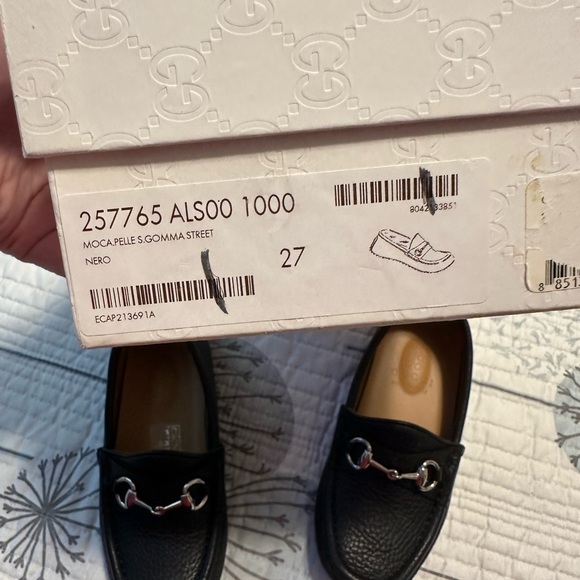 257765 ALS00 1000
MOCA.PELLE S.GOMMA STREET
NERO
27
ECAP213691A